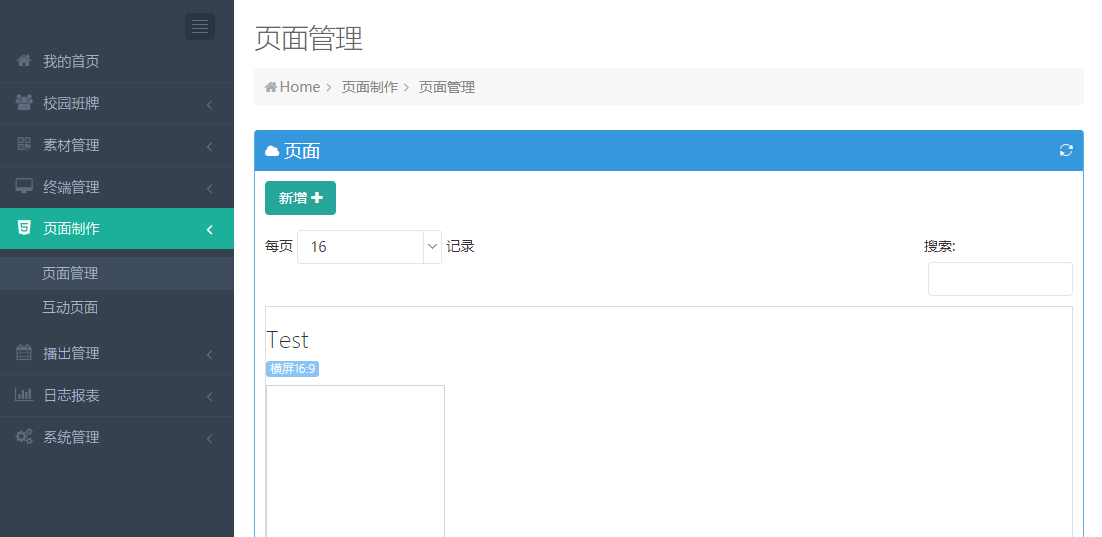 我的首页
校园班牌
素材管理
终端管理
页面制作
页面管理
互动页面
播出管理
日志报表
系统管理
页面管理
Home 页面制作 页面管理
页面
新增
每页 16 记录
搜索:
Test
横屏16:9